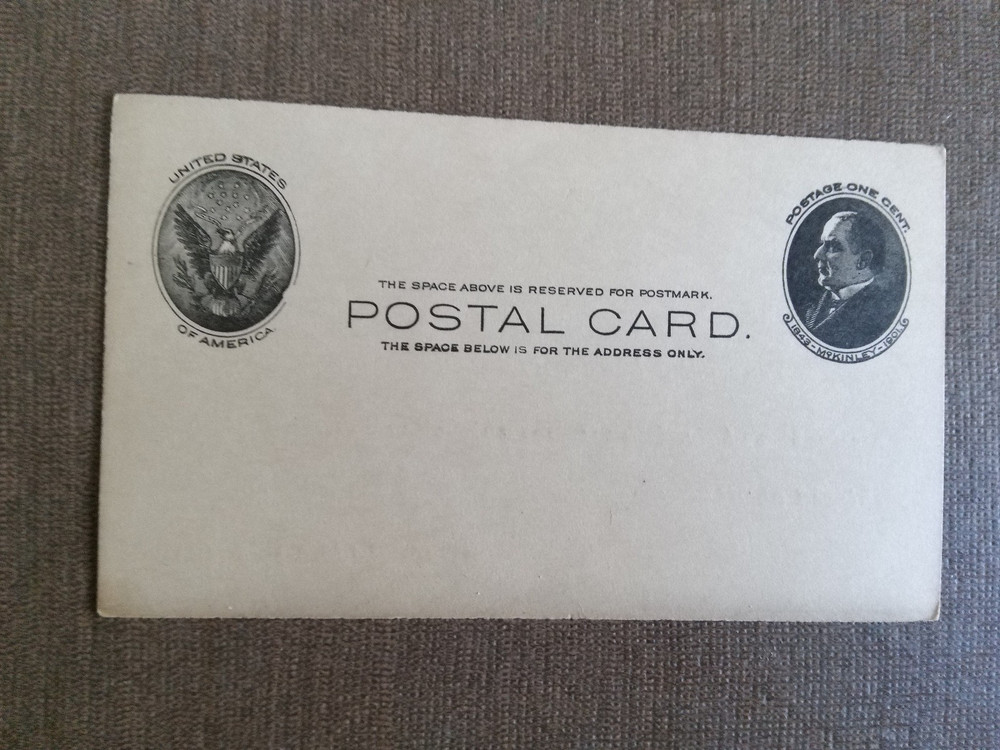 UNITED STATES
OF AMERICA
POSTAGE ONE CENT.
1843-McKINLEY-1901
THE SPACE ABOVE IS RESERVED FOR POSTMARK.
POSTAL CARD.
THE SPACE BELOW IS FOR THE ADDRESS ONLY.